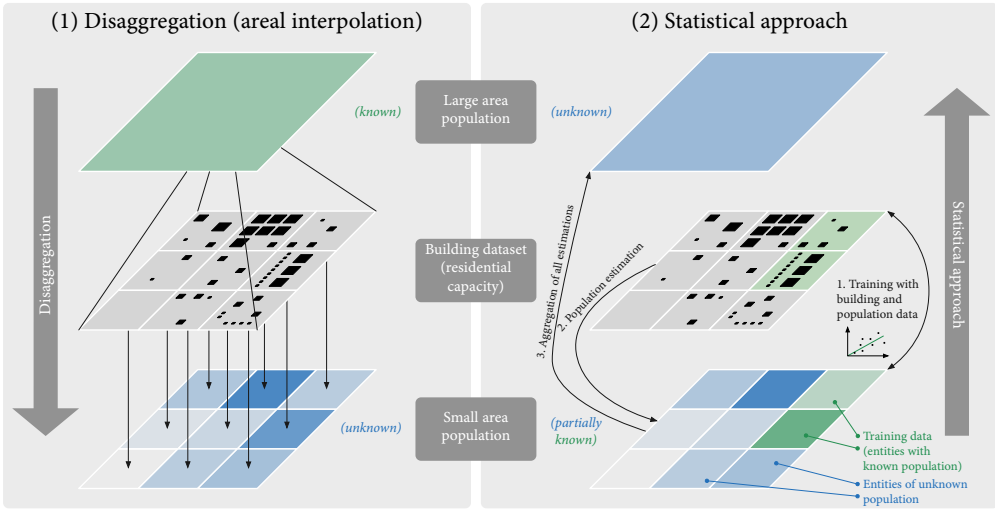 (1) Disaggregation (areal interpolation)
(2) Statistical approach
(known)
Large area
population
(unknown)
Disaggregation
Building dataset
(residential
capacity)
3. Aggregation of all estimations
2. Population estimation
1. Training with
building and
population data
Statistical approach
(unknown)
Small area
population
(partially
known)
Training data
(entities with
known population)
Entities of unknown
population